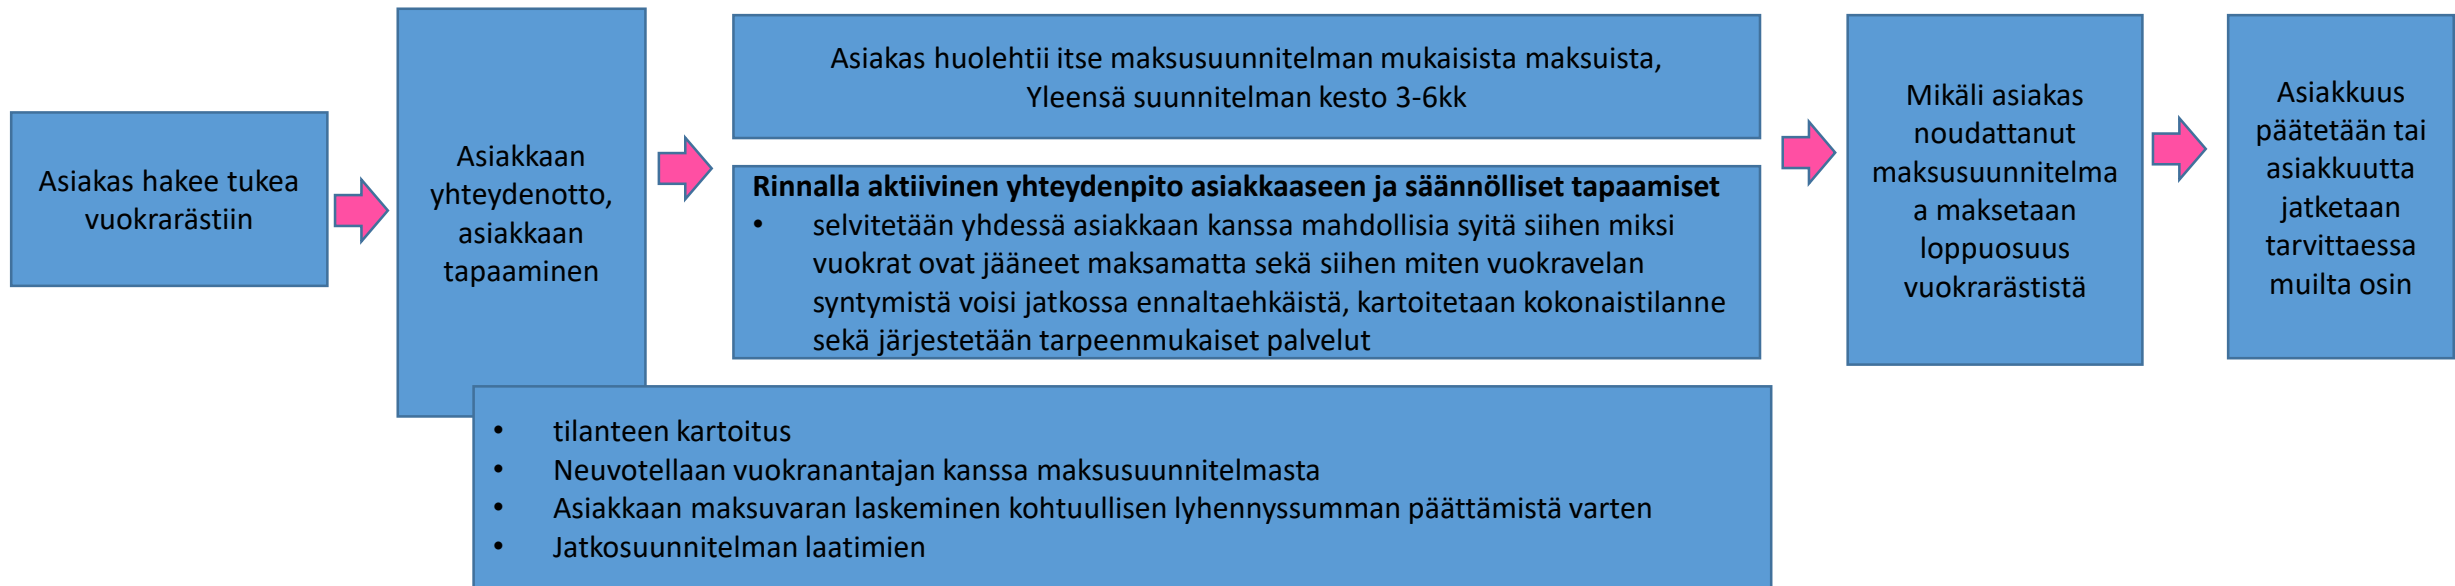 Asiakas hakee tukea
vuokrarästiin
Asiakkaan
yhteydenotto,
asiakkaan
tapaaminen
Asiakas huolehtii itse maksusuunnitelman mukaisista maksuista,
Yleensä suunnitelman kesto 3-6kk
Rinnalla aktiivinen yhteydenpito asiakkaaseen ja säännölliset tapaamiset
• selvitetään yhdessä asiakkaan kanssa mahdollisia syitä siihen miksi
vuokrat ovat jääneet maksamatta sekä siihen miten vuokravelan
syntymistä voisi jatkossa ennaltaehkäistä, kartoitetaan kokonaistilanne
sekä järjestetään tarpeenmukaiset palvelut
• tilanteen kartoitus
• Neuvotellaan vuokranantajan kanssa maksusuunnitelmasta
• Asiakkaan maksuvaran laskeminen kohtuullisen lyhennyssumman päättämistä varten
• Jatkosuunnitelman laatimien
Mikäli asiakas
noudattanut
maksusuunnitelma
a maksetaan
loppuosuus
vuokrarästistä
Asiakkuus
päätetään tai
asiakkuutta
jatketaan
tarvittaessa
muilta osin